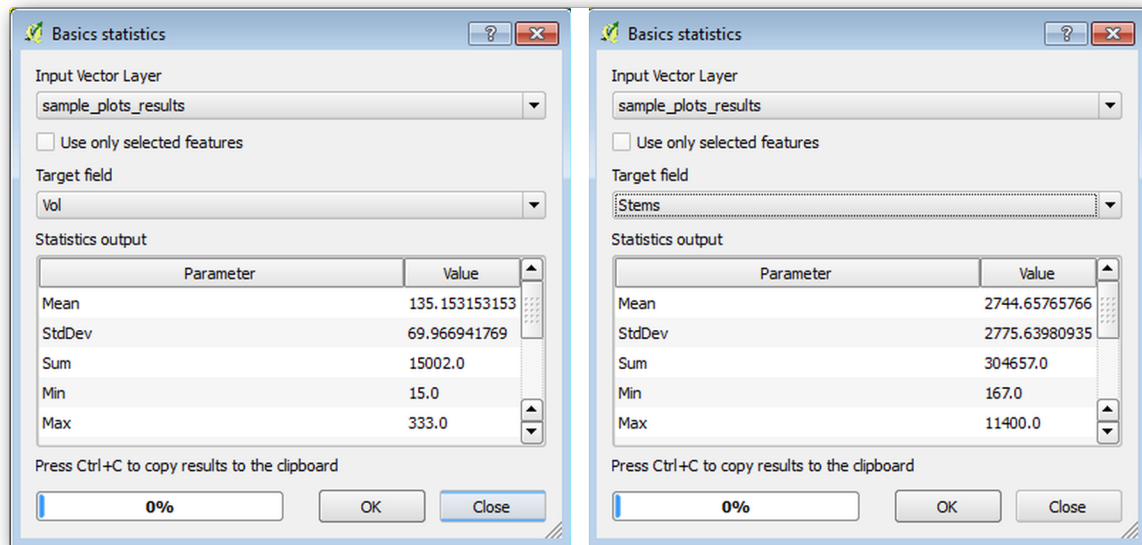 Basics statistics
?
X
Input Vector Layer
sample_plots_results
Use only selected features
Target field
Vol
Statistics output
Parameter Value
Mean 135.153153153
StdDev 69.966941769
Sum 15002.0
Min 15.0
Max 333.0
Press Ctrl+C to copy results to the clipboard
0% OK Close
Basics statistics
?
X
Input Vector Layer
sample_plots_results
Use only selected features
Target field
Stems
Statistics output
Parameter Value
Mean 2744.65765766
StdDev 2775.63980935
Sum 304657.0
Min 167.0
Max 11400.0
Press Ctrl+C to copy results to the clipboard
0% OK Close